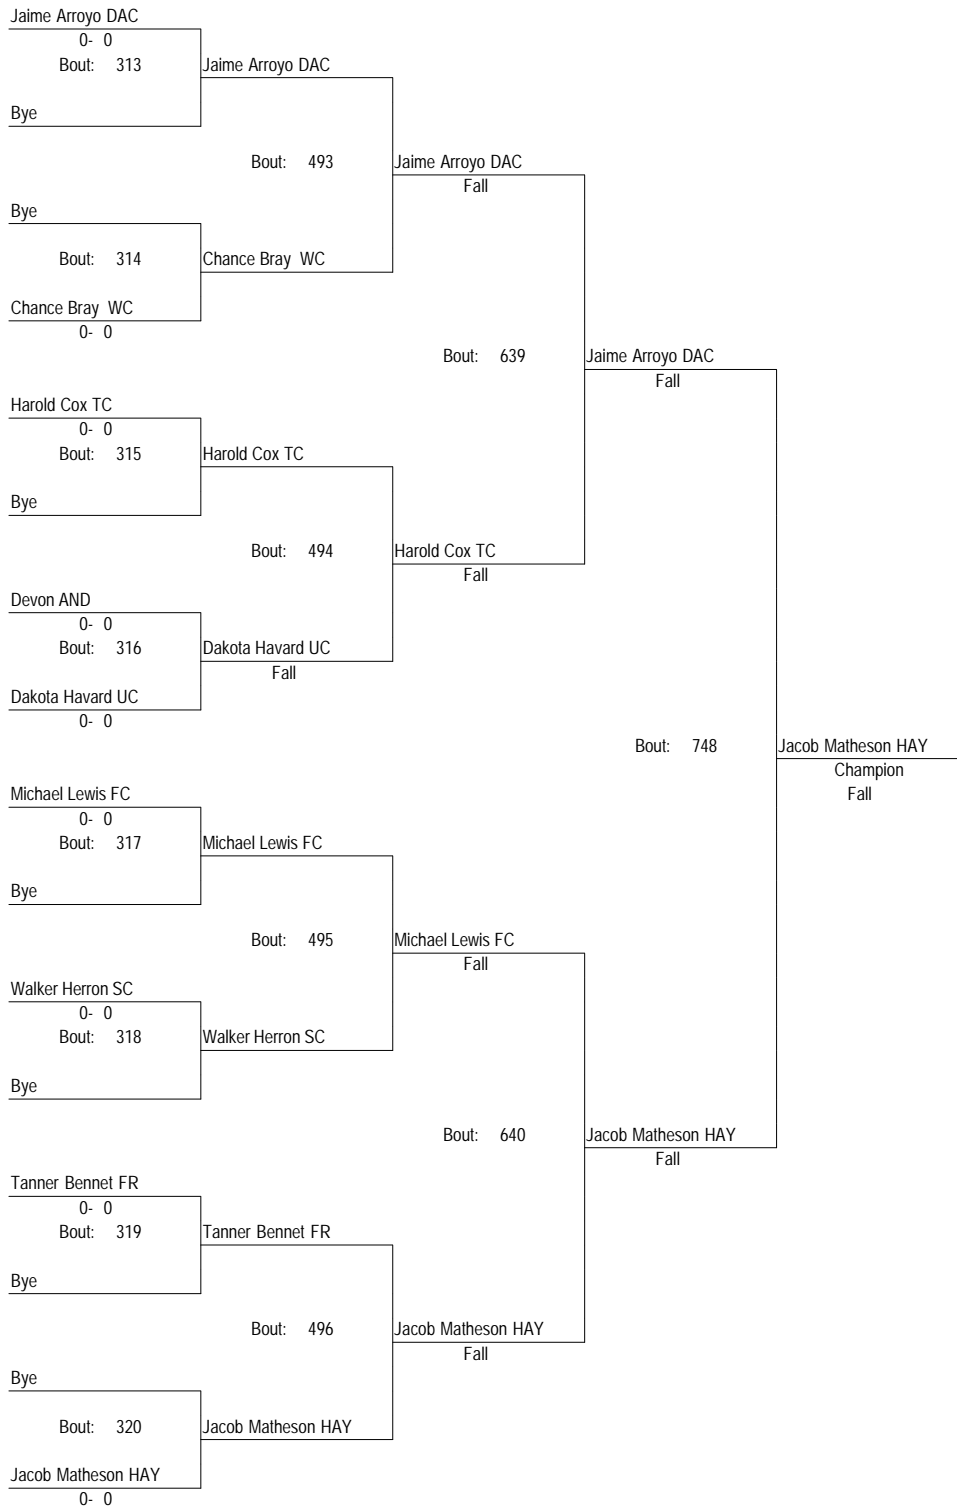 Jaime Arroyo DAC
0- 0
Bout: 313
Jaime Arroyo DAC
Bye
Bout: 493
Jaime Arroyo DAC
Fall
Bye
Bout: 314
Chance Bray  WC
Chance Bray  WC
0- 0
Bout: 639
Jaime Arroyo DAC
Fall
Harold Cox TC
0- 0
Bout: 315
Harold Cox TC
Bye
Bout: 494
Harold Cox TC
Fall
Devon AND
0- 0
Bout: 316
Dakota Havard UC
Fall
Dakota Havard UC
0- 0
Bout: 748
Jacob Matheson HAY
Champion
Fall
Michael Lewis FC
0- 0
Bout: 317
Michael Lewis FC
Bye
Bout: 495
Michael Lewis FC
Fall
Walker Herron SC
0- 0
Bout: 318
Walker Herron SC
Bye
Bout: 640
Jacob Matheson HAY
Fall
Tanner Bennet FR
0- 0
Bout: 319
Tanner Bennet FR
Bye
Bout: 496
Jacob Matheson HAY
Fall
Bye
Bout: 320
Jacob Matheson HAY
Jacob Matheson HAY
0- 0